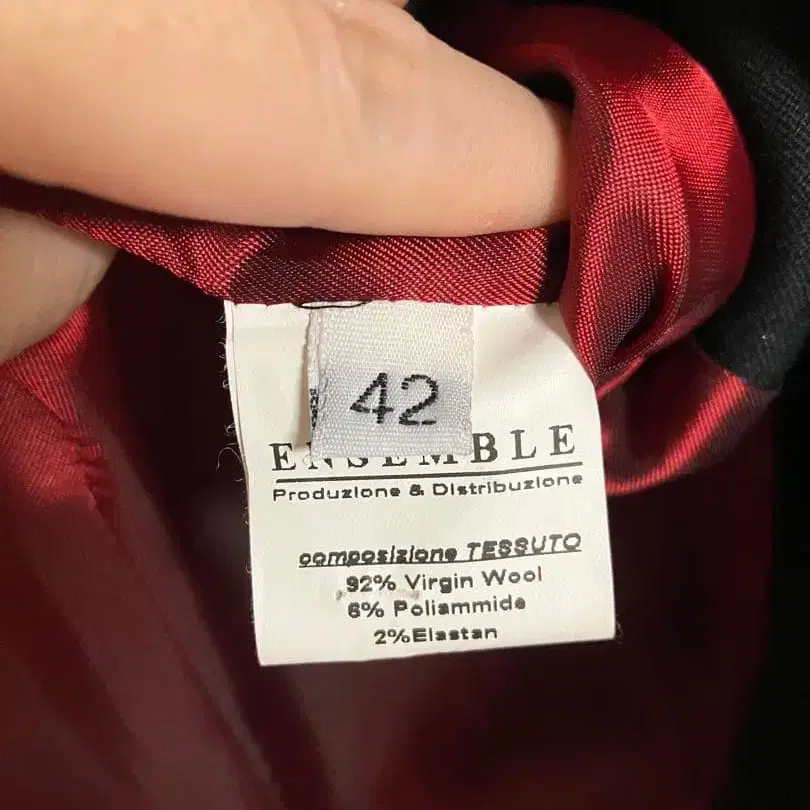 42
ENSEMBLE
Produzione & Distribuzione
composizione TESSUTO
92% Virgin Wool
6% Poliammide
2%Elastan